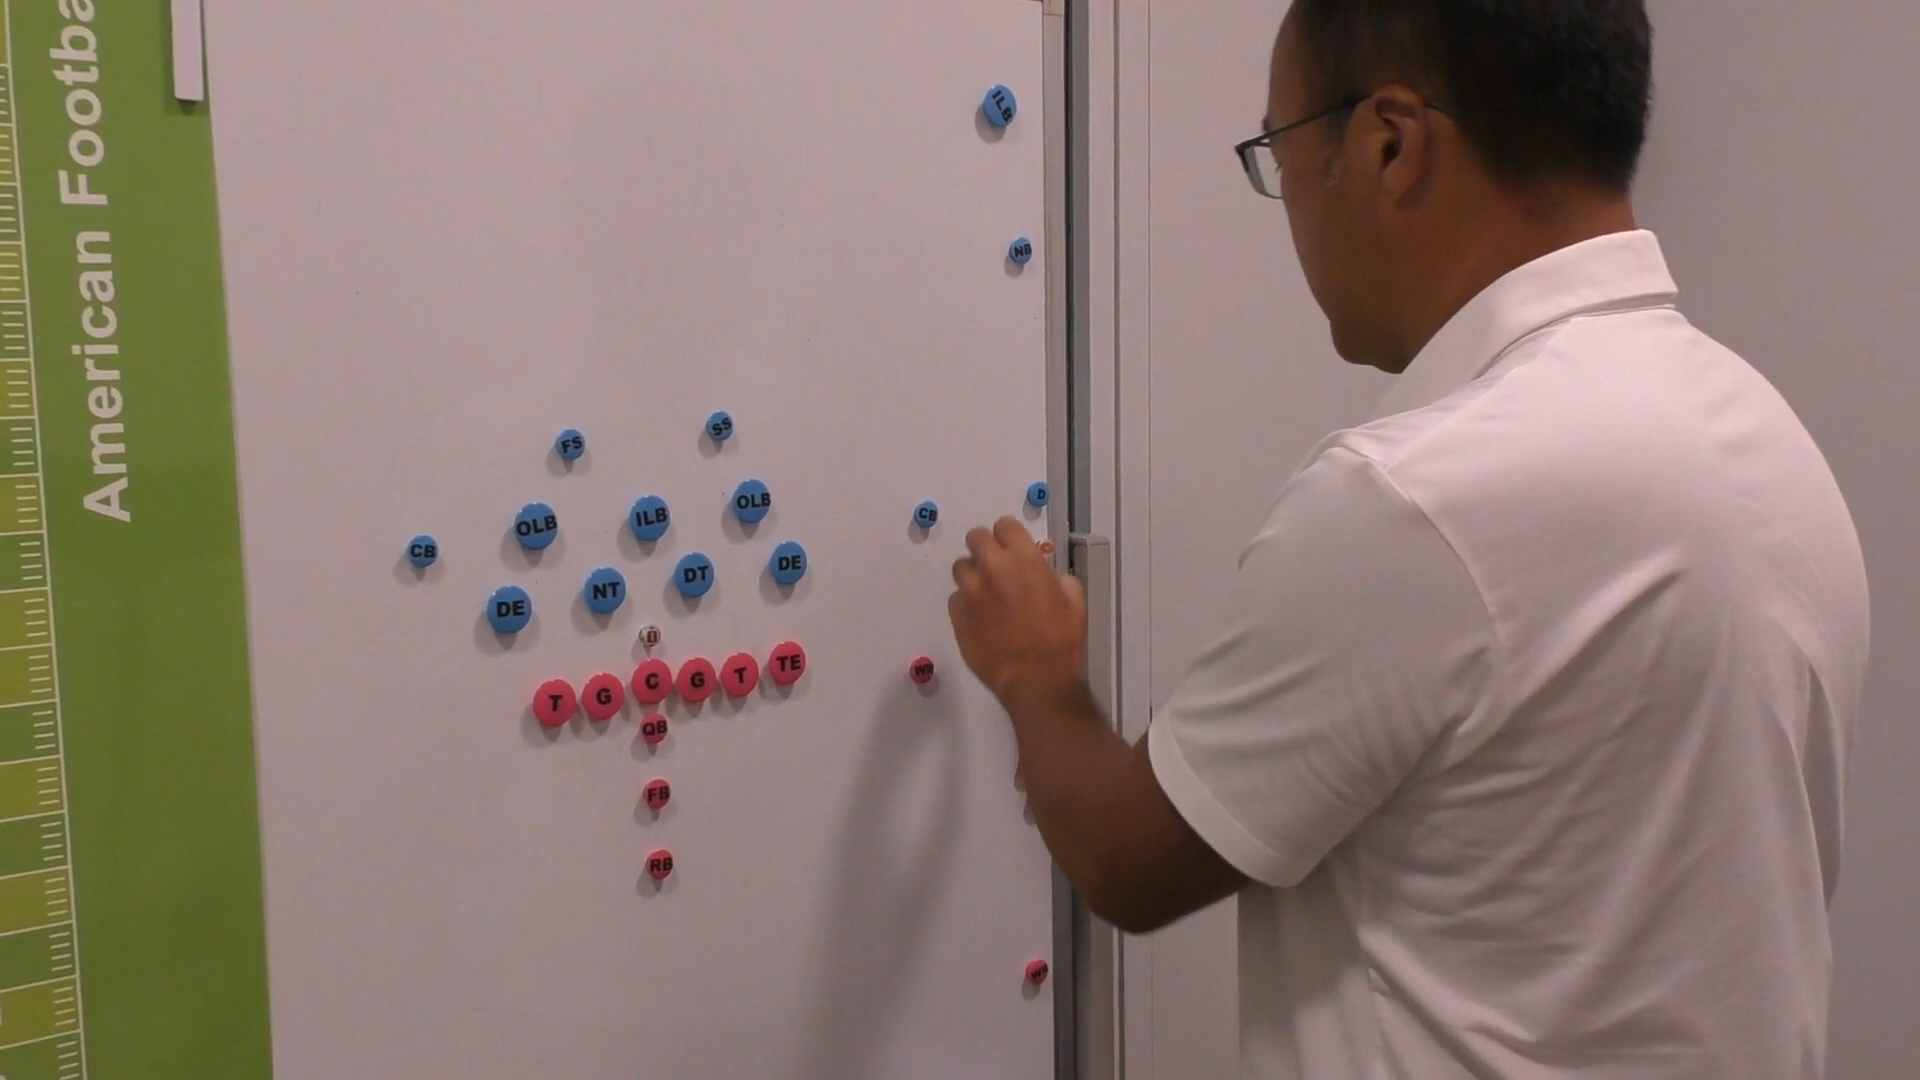 American Footba
ILB
NB
FS
SS
OLB
ILB
OLB
CB
D
CB
DE
NT
DT
DE
T
G
C
G
T
TE
WR
QB
FB
RB
WR